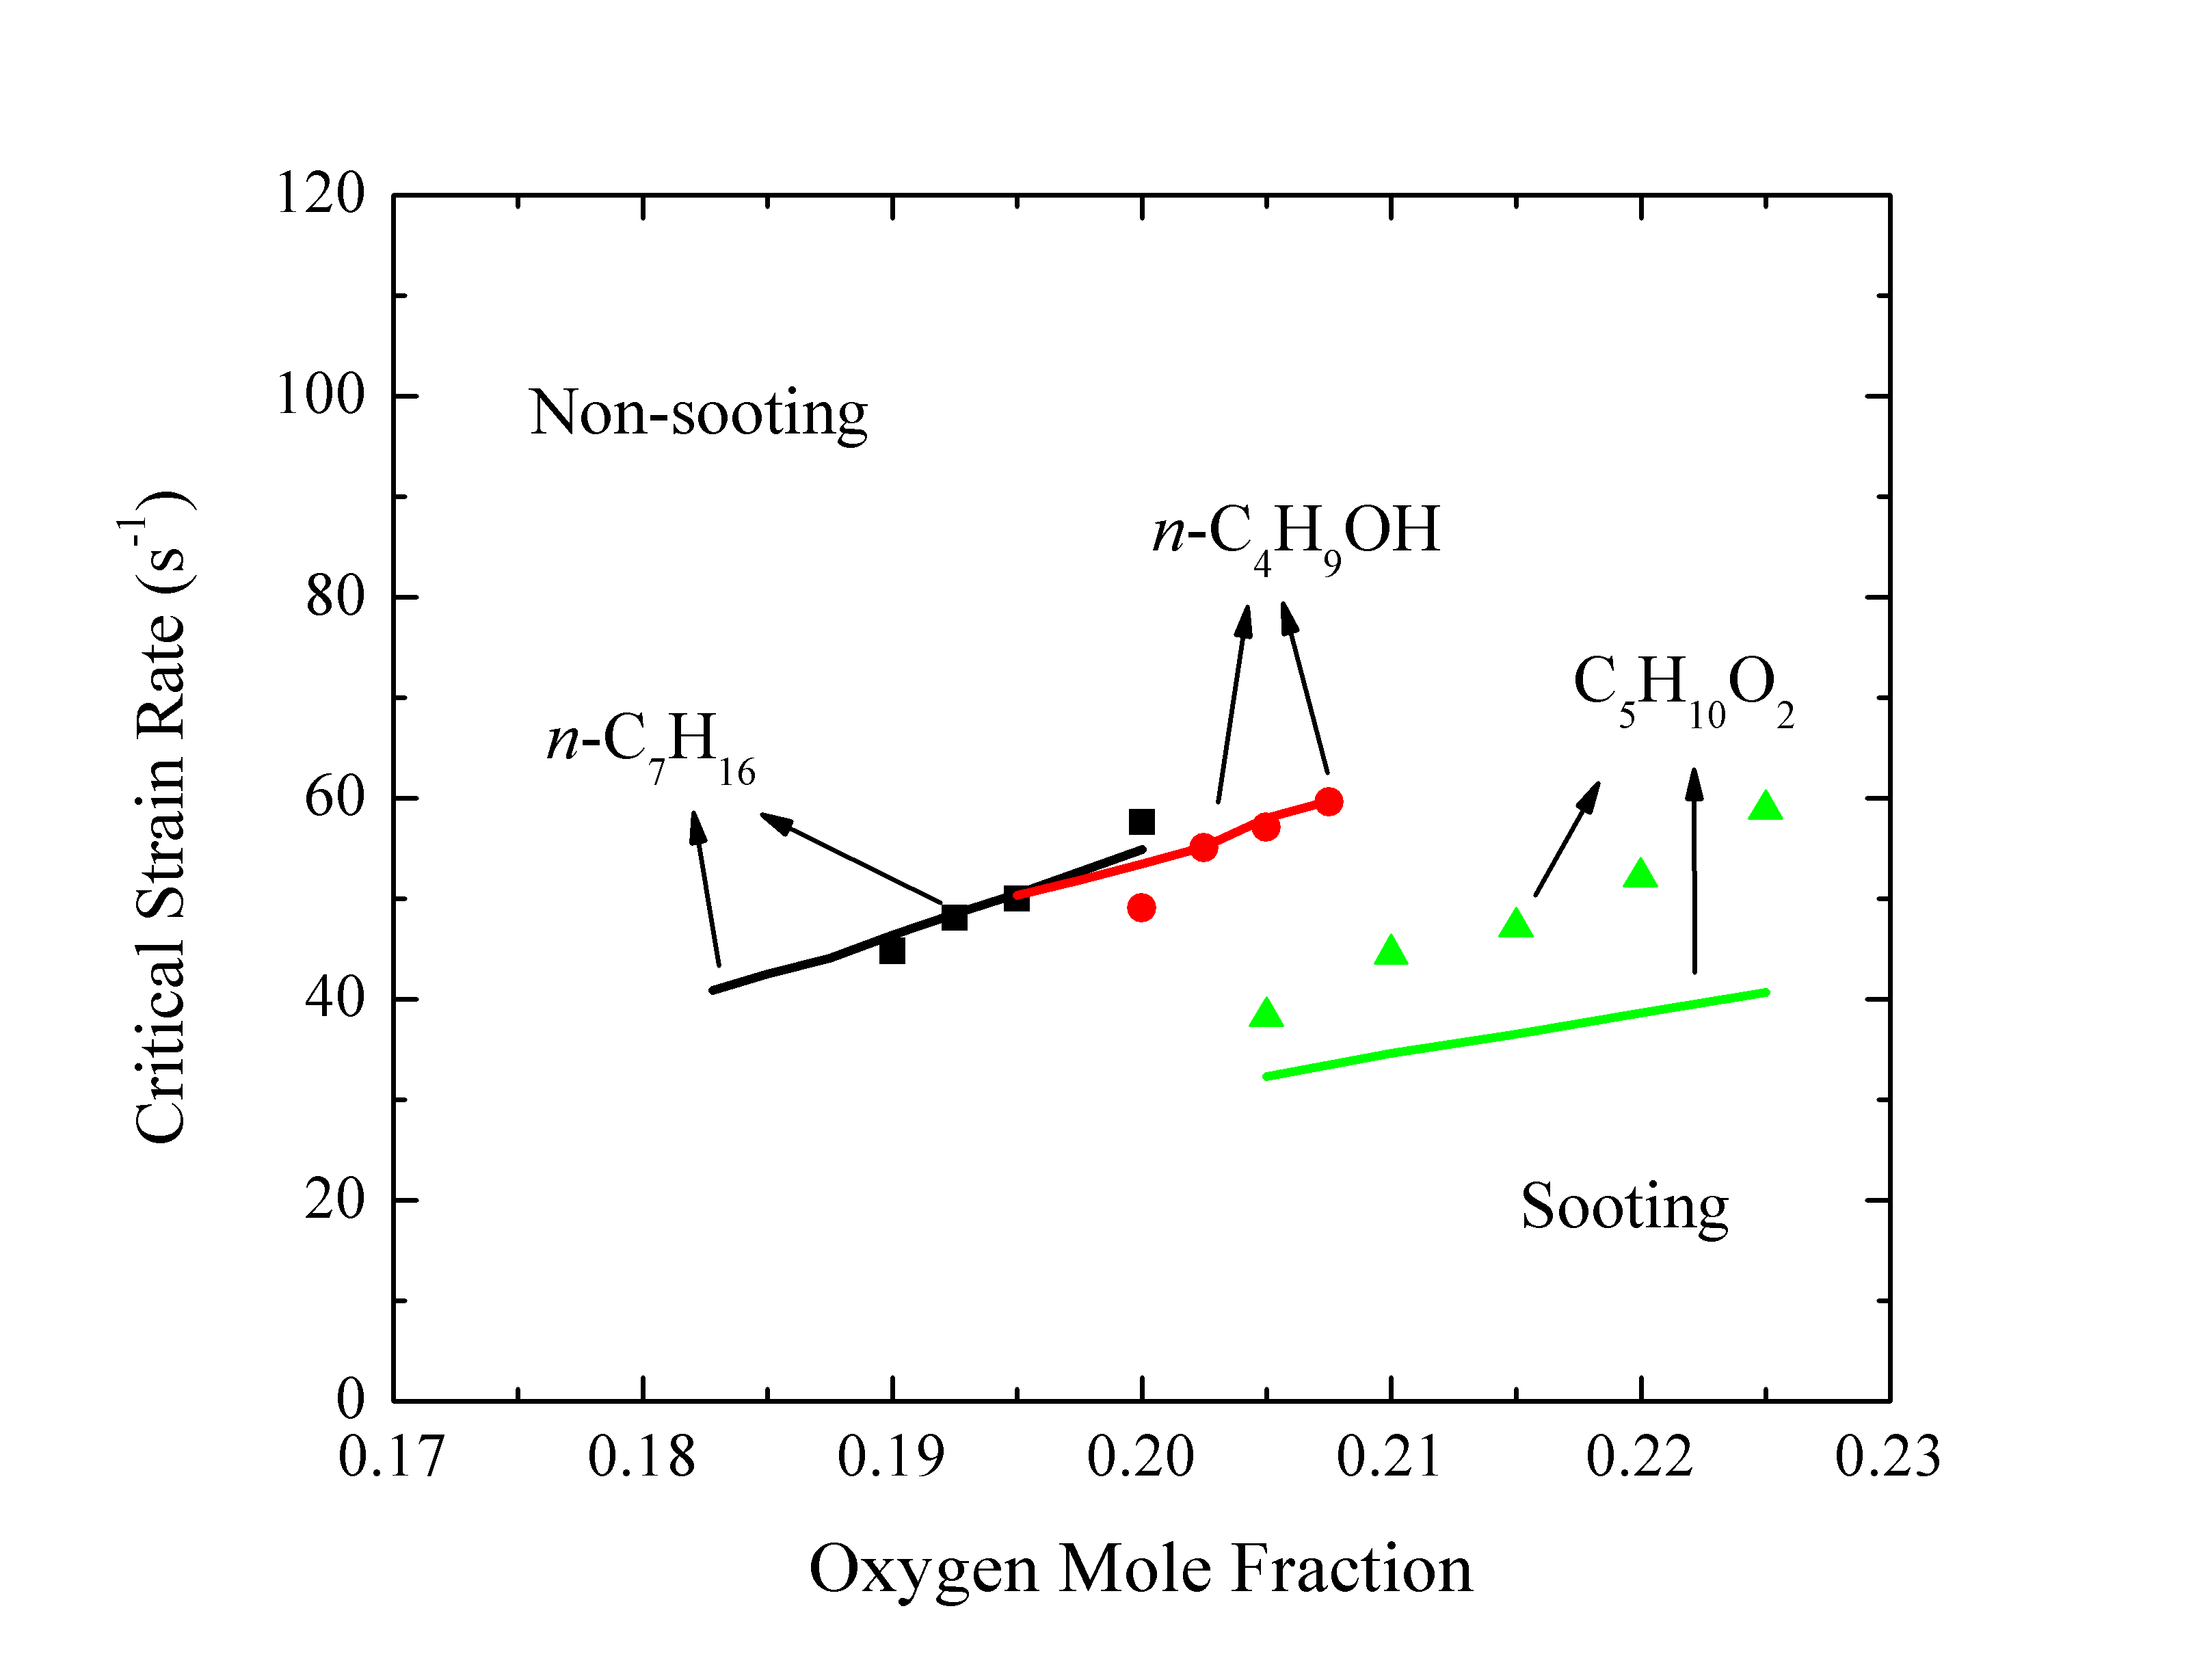 120
100
80
60
40
20
0
Critical Strain Rate (s⁻¹)
Non-sooting
n-C₄H₉OH
C₅H₁₀O₂
n-C₇H₁₆
Sooting
0.17 0.18 0.19 0.20 0.21 0.22 0.23
Oxygen Mole Fraction